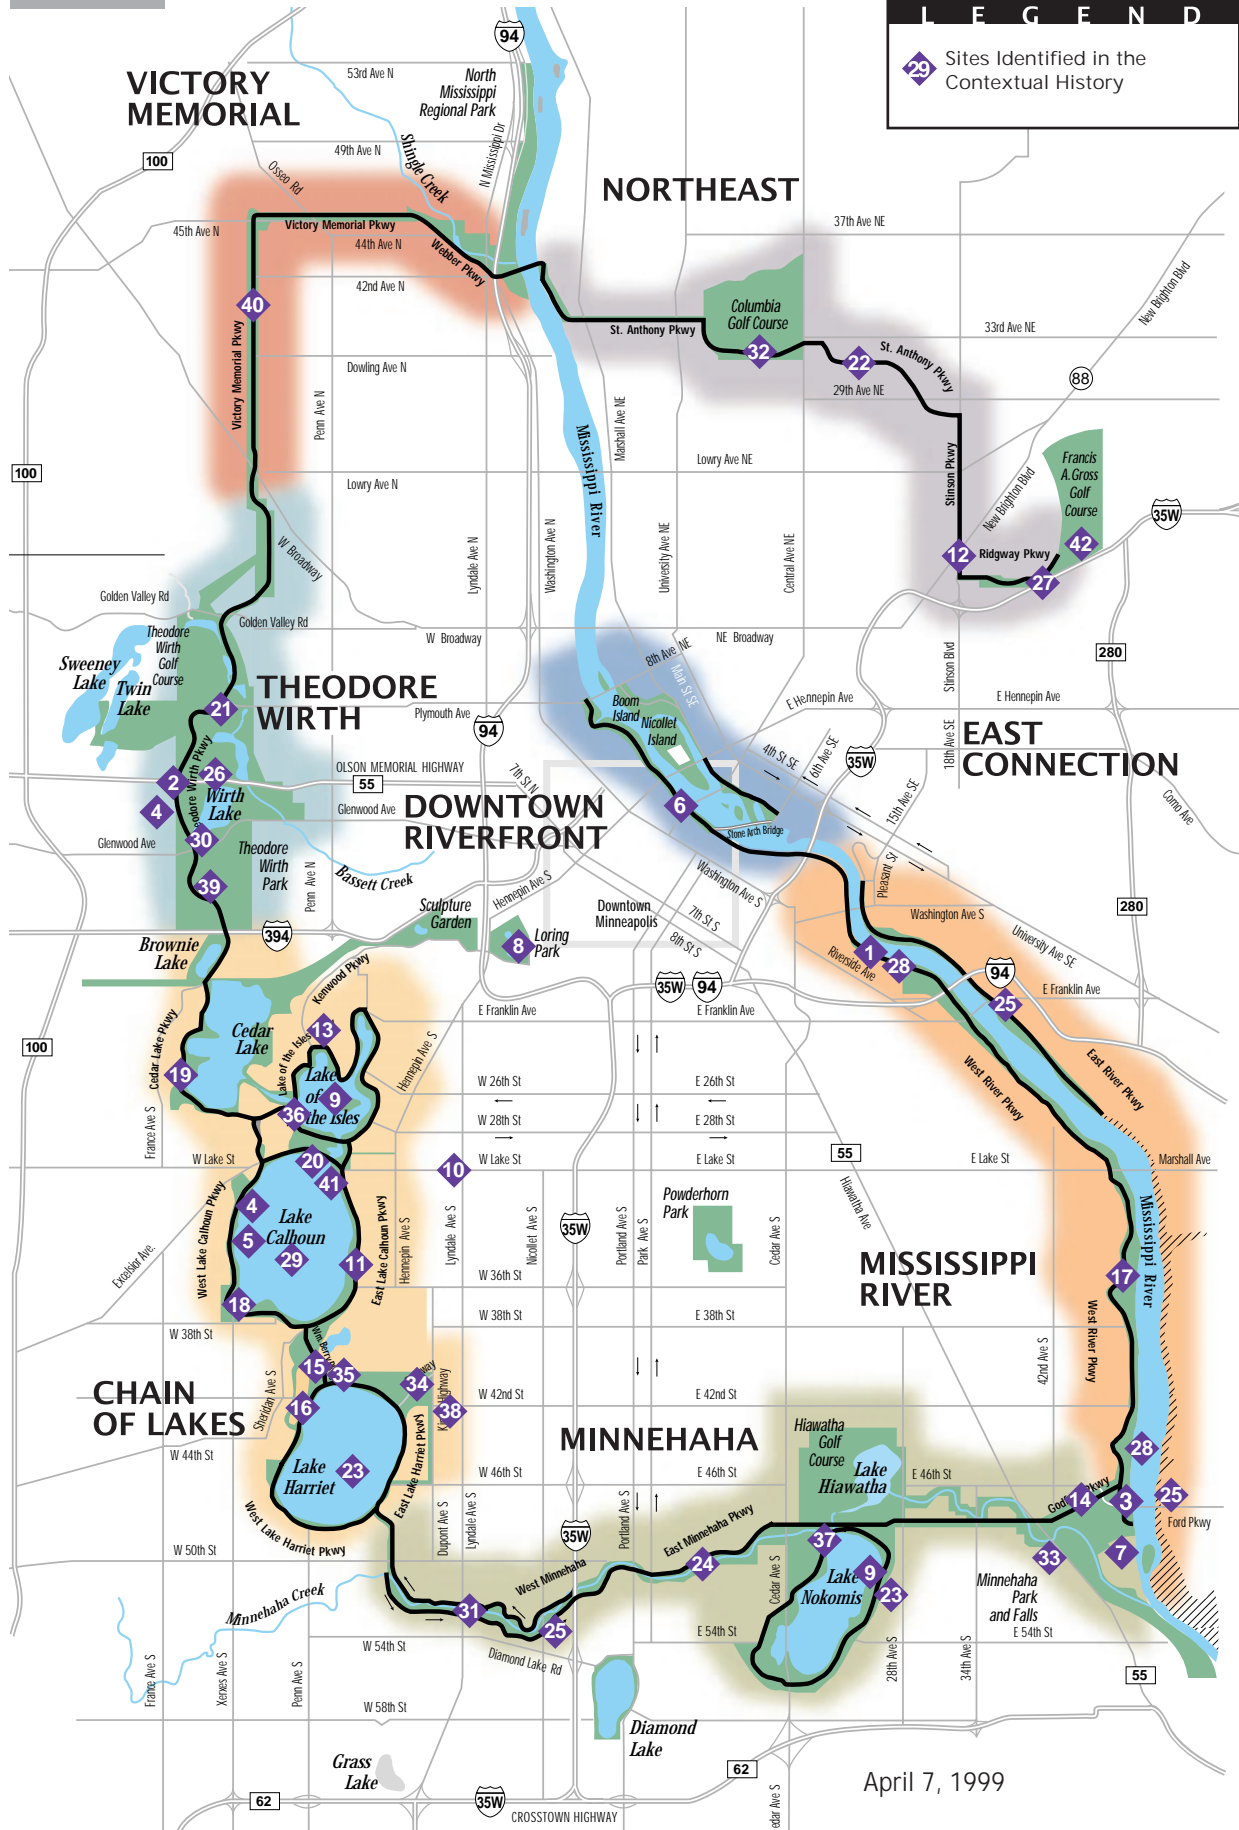 LEGEND
29
Sites Identified in the
Contextual History
94
VICTORY
MEMORIAL
53rd Ave N
North
Mississippi
Regional Park
49th Ave N
Shingle Creek
N Mississippi Dr
100
Osseo Rd
NORTHEAST
45th Ave N
Victory Memorial Pkwy
44th Ave N
Webber Pkwy
42nd Ave N
37th Ave NE
New Brighton Blvd
40
Columbia
Golf Course
St. Anthony Pkwy
33rd Ave NE
32
22
St. Anthony Pkwy
Victory Memorial Pkwy
Dowling Ave N
88
29th Ave NE
Penn Ave N
Mississippi River
Marshall Ave NE
Lowry Ave NE
Stinson Pkwy
Francis
A. Gross
Golf
Course
100
Lowry Ave N
New Brighton Blvd
35W
W Broadway
Lyndale Ave N
Washington Ave N
University Ave NE
Central Ave NE
12
Ridgway Pkwy
42
27
Golden Valley Rd
Golden Valley Rd
W Broadway
NE Broadway
8th Ave NE
Main St SE
Stinson Blvd
280
Theodore
Wirth
Golf
Course
Sweeney
Lake
Twin
Lake
THEODORE
WIRTH
21
Plymouth Ave
Boom
Island
Nicollet
Island
E Hennepin Ave
E Hennepin Ave
94
4th St SE
6th Ave SE
35W
18th Ave SE
EAST
CONNECTION
Theodore Wirth Pkwy
2
26
OLSON MEMORIAL HIGHWAY
55
7th St N
Wirth
Lake
4
Glenwood Ave
DOWNTOWN
RIVERFRONT
6
15th Ave SE
Como Ave
Stone Arch Bridge
Glenwood Ave
30
Theodore
Wirth
Park
Penn Ave N
Bassett Creek
39
Washington Ave S
Pleasant St
Hennepin Ave S
Sculpture
Garden
Downtown
Minneapolis
7th St S
8th St S
Washington Ave S
280
University Ave SE
394
Brownie
Lake
8
Loring
Park
1
28
Riverside Ave
Kenwood Pkwy
35W
94
94
E Franklin Ave
E Franklin Ave
E Franklin Ave
25
Cedar
Lake
13
Lake of the Isles
Hennepin Ave S
100
Cedar Lake Pkwy
19
Lake
of
the Isles
9
36
W 26th St
E 26th St
West River Pkwy
East River Pkwy
France Ave S
W 28th St
E 28th St
W Lake St
W Lake St
E Lake St
55
E Lake St
Marshall Ave
20
41
10
4
5
Lake
Calhoun
29
11
18
West Lake Calhoun Pkwy
East Lake Calhoun Pkwy
Hennepin Ave S
Lyndale Ave S
Nicollet Ave S
35W
Portland Ave S
Park Ave S
Powderhorn
Park
Cedar Ave S
Hiawatha Ave
Mississippi River
Excelsior Ave.
W 36th St
MISSISSIPPI
RIVER
17
W 38th St
W 38th St
E 38th St
West River Pkwy
42nd Ave S
15
35
34
CHAIN
OF LAKES
Sheridan Ave S
16
38
W 42nd St
E 42nd St
W 44th St
Lake
Harriet
23
East Lake Harriet Pkwy
West Lake Harriet Pkwy
MINNEHAHA
Hiawatha
Golf
Course
Lake
Hiawatha
W 46th St
E 46th St
E 46th St
28
14
3
25
Ford Pkwy
W 50th St
Dupont Ave S
Lyndale Ave S
35W
Portland Ave S
East Minnehaha Pkwy
24
37
33
7
Minnehaha Creek
West Minnehaha
Cedar Ave S
Lake
Nokomis
9
23
Minnehaha
Park
and Falls
31
25
W 54th St
Diamond Lake Rd
E 54th St
E 54th St
France Ave S
Xerxes Ave S
Penn Ave S
28th Ave S
34th Ave S
55
W 58th St
Diamond
Lake
Grass
Lake
62
62
35W
CROSSTOWN HIGHWAY
April 7, 1999